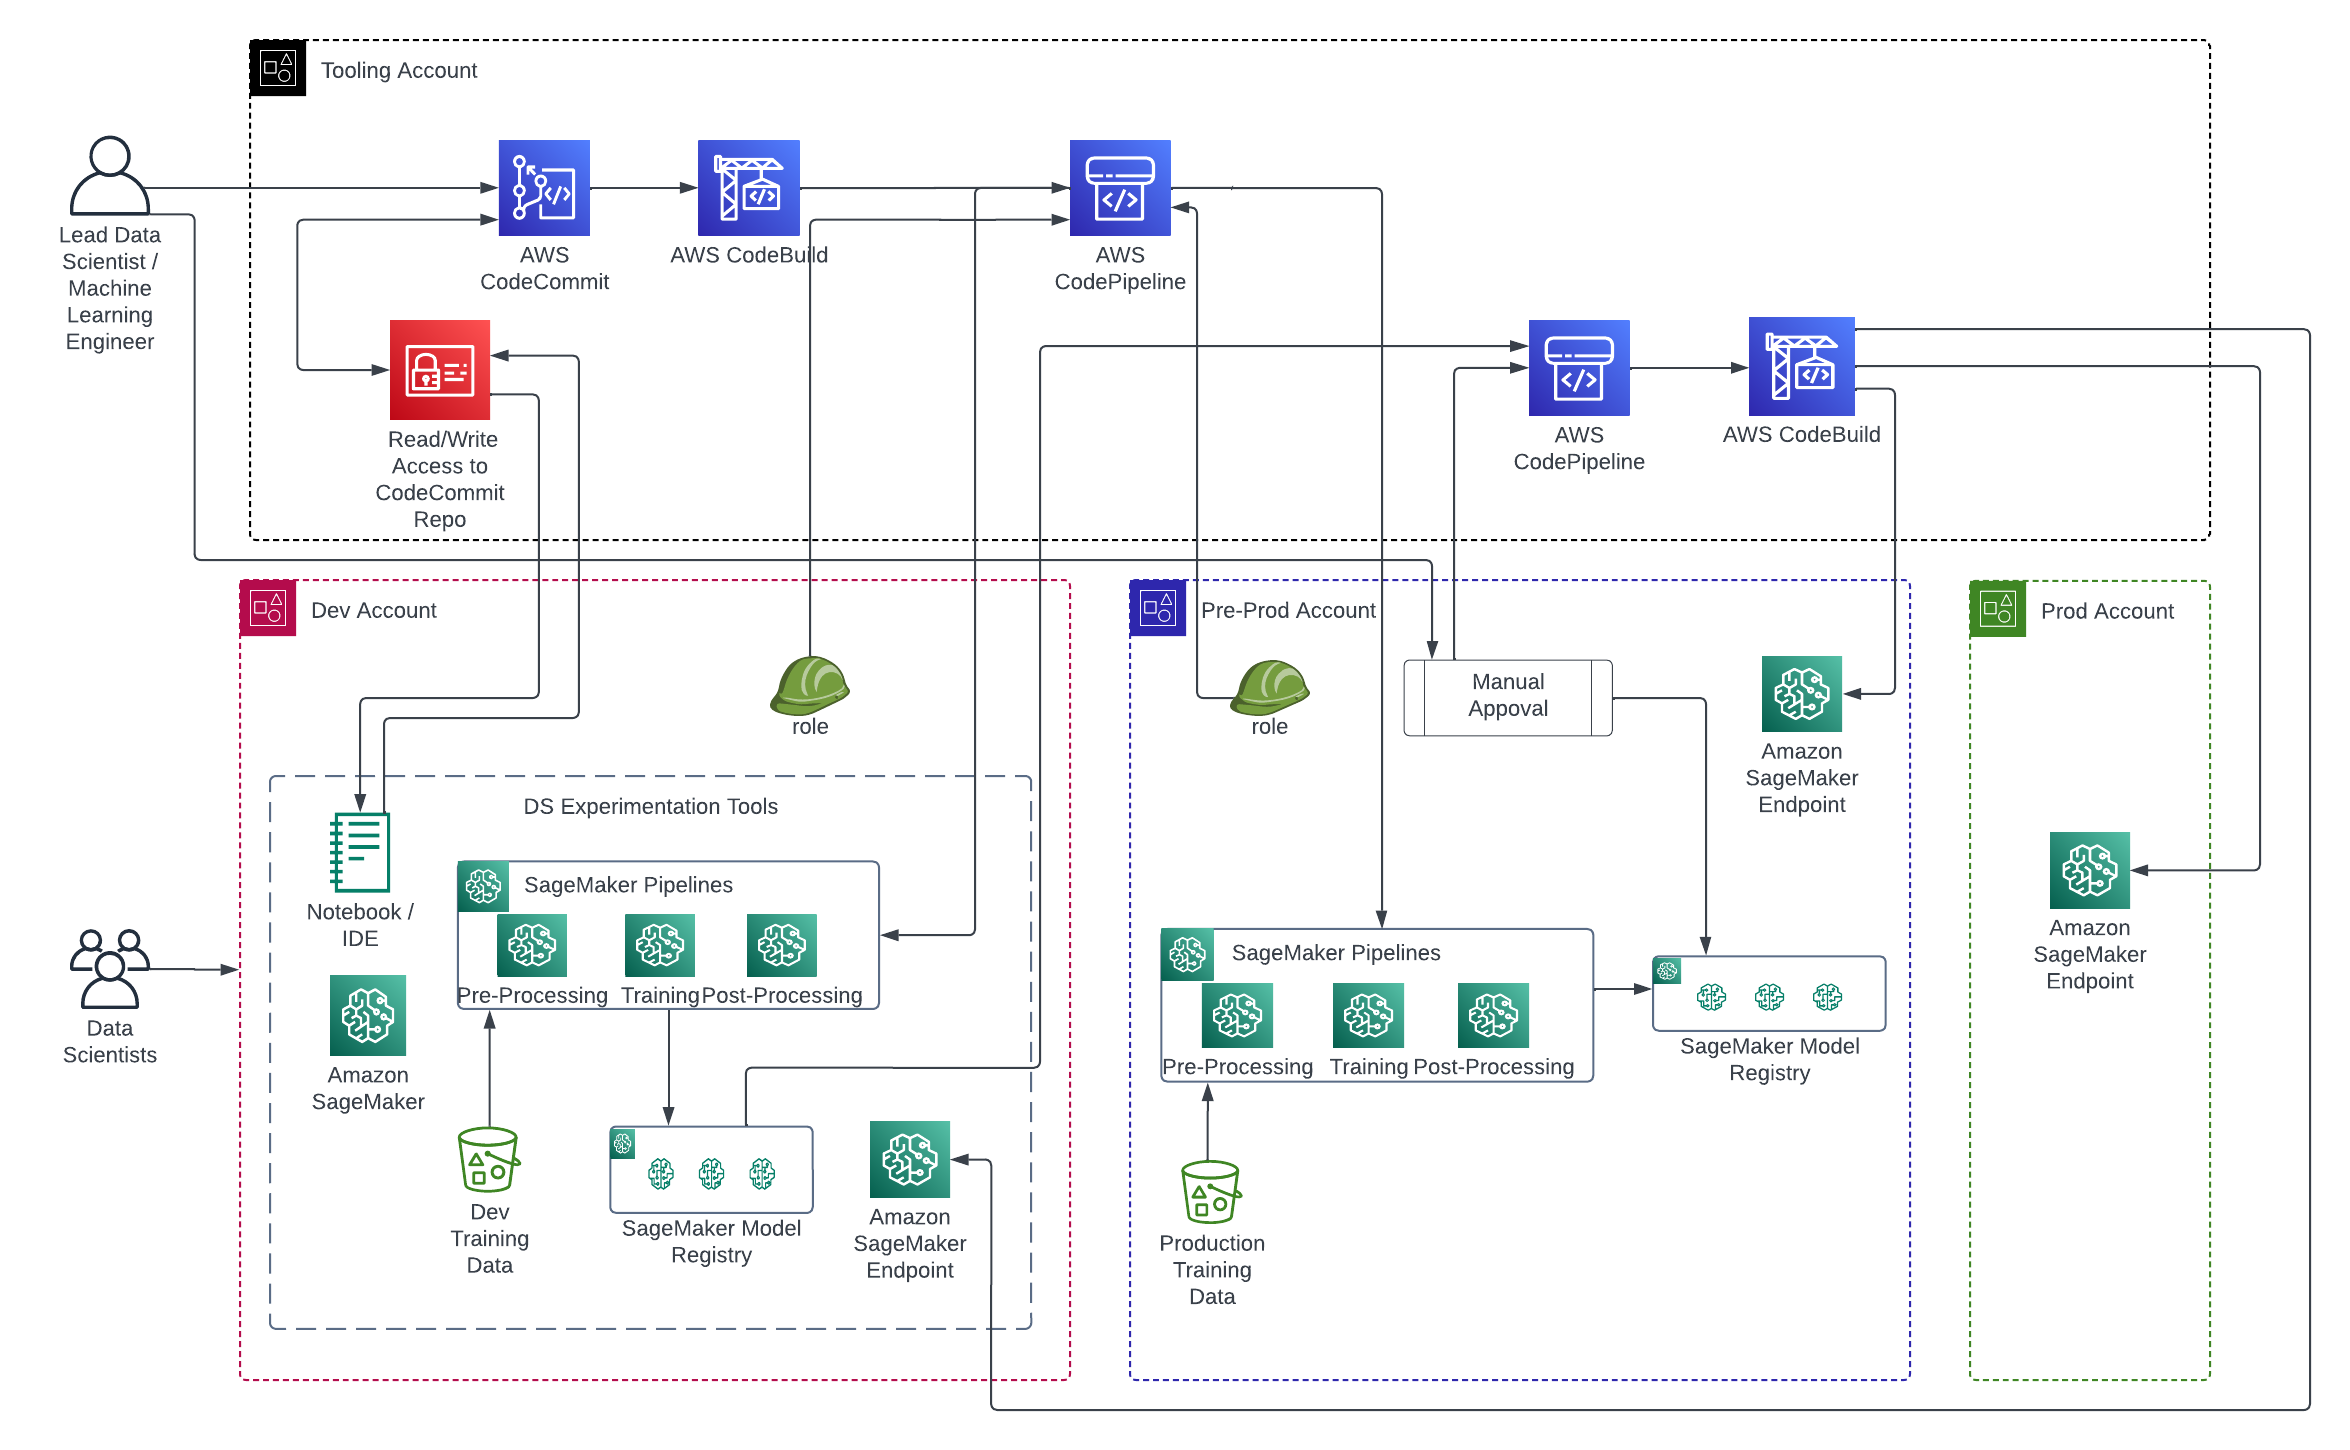 Tooling Account
Lead Data
Scientist /
Machine
Learning
Engineer
AWS
CodeCommit
AWS CodeBuild
AWS
CodePipeline
Read/Write
Access to
CodeCommit
Repo
AWS
CodePipeline
AWS CodeBuild
Dev Account
role
DS Experimentation Tools
Notebook /
IDE
SageMaker Pipelines
Pre-Processing
Training
Post-Processing
Data
Scientists
Amazon
SageMaker
Dev
Training
Data
SageMaker Model
Registry
Amazon
SageMaker
Endpoint
Pre-Prod Account
role
Manual
Appoval
Amazon
SageMaker
Endpoint
SageMaker Pipelines
Pre-Processing
Training
Post-Processing
SageMaker Model
Registry
Production
Training
Data
Prod Account
Amazon
SageMaker
Endpoint